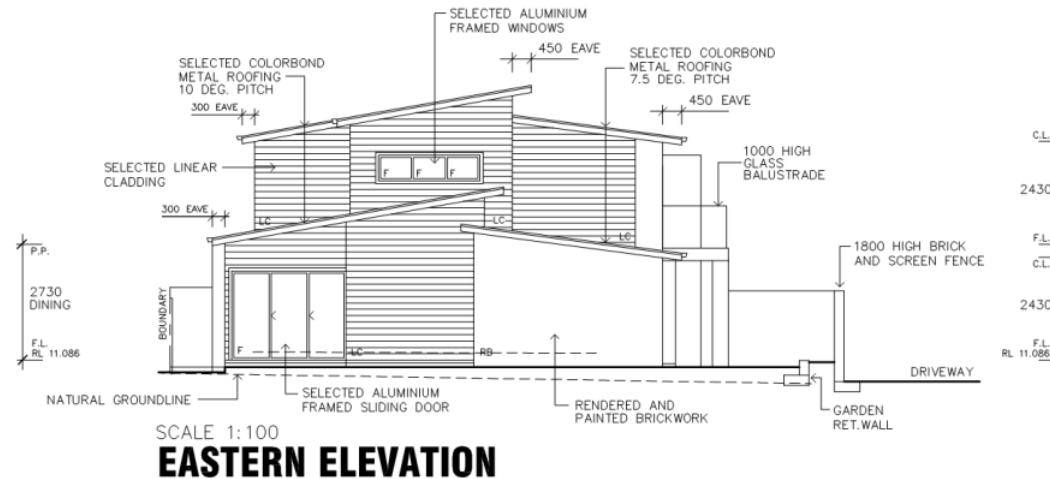 SELECTED ALUMINIUM
FRAMED WINDOWS
450 EAVE
SELECTED COLORBOND
METAL ROOFING
10 DEG. PITCH
SELECTED COLORBOND
METAL ROOFING
7.5 DEG. PITCH
300 EAVE
450 EAVE
C.L.
1000 HIGH
GLASS
BALUSTRADE
SELECTED LINEAR
CLADDING
F
F
F
2430
300 EAVE
LC
LC
LC
F.L.
P.P.
1800 HIGH BRICK
AND SCREEN FENCE
C.L.
2730
DINING
BOUNDARY
2430
F.L.
RL 11.086
F
LC
RB
F.L.
RL 11.086
DRIVEWAY
NATURAL GROUNDLINE
SELECTED ALUMINIUM
FRAMED SLIDING DOOR
RENDERED AND
PAINTED BRICKWORK
GARDEN
RET.WALL
SCALE 1:100
EASTERN ELEVATION